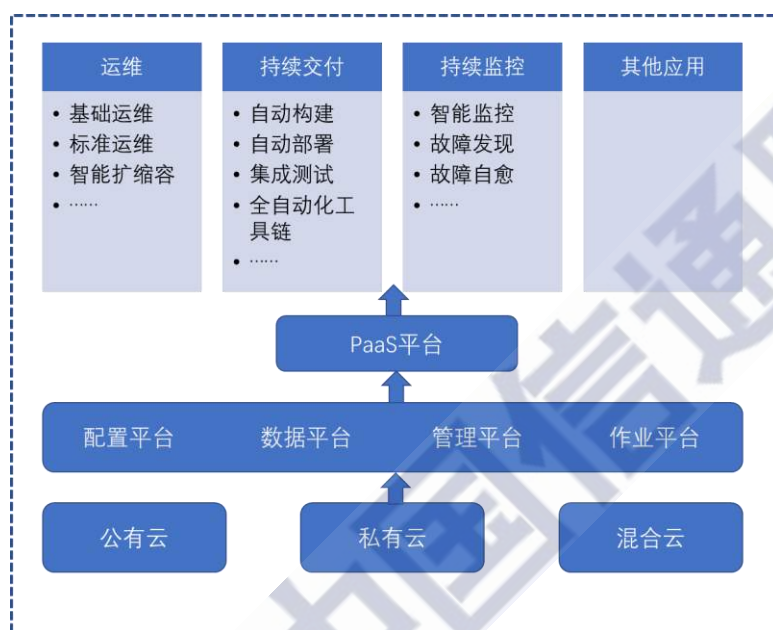 运维
• 基础运维
• 标准运维
• 智能扩缩容
• ……
持续交付
• 自动构建
• 自动部署
• 集成测试
• 全自动化工
具链
• ……
持续监控
• 智能监控
• 故障发现
• 故障自愈
• ……
其他应用
PaaS平台
配置平台 数据平台 管理平台 作业平台
公有云 私有云 混合云
中国信通